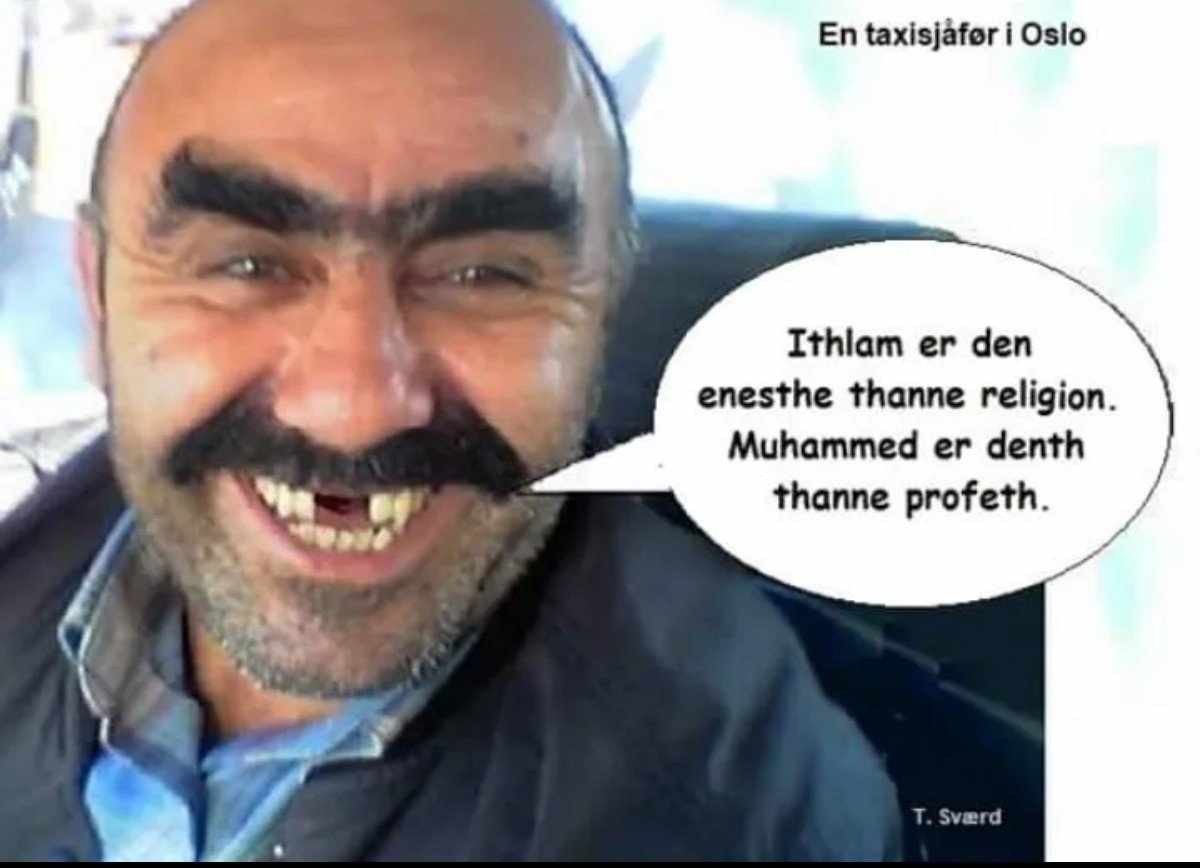 En taxisjåfør i Oslo
Ithlam er den
enesthe thanne religion.
Muhammed er denth
thanne profeth.
T. Sværd